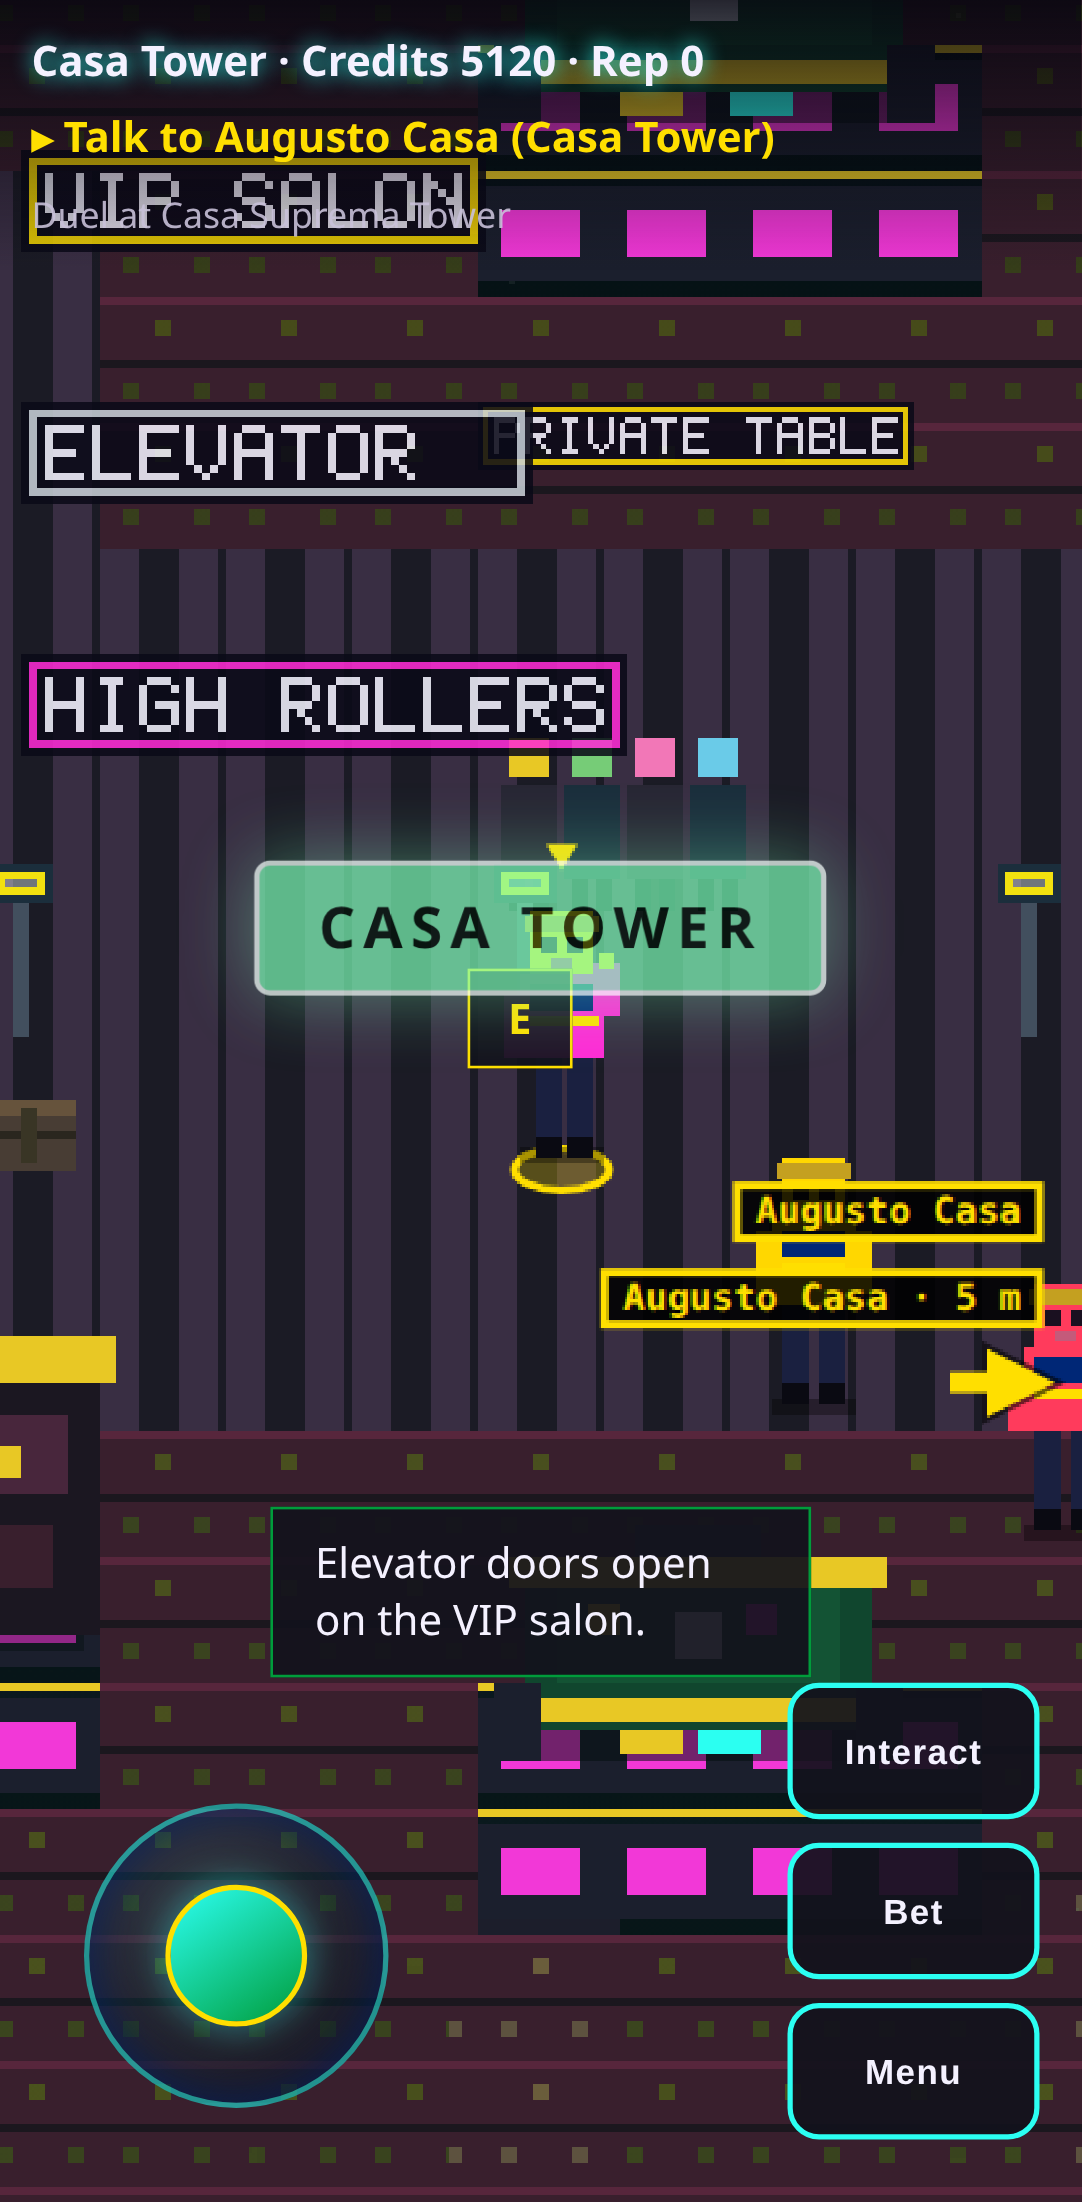 Casa Tower · Credits 5120 · Rep 0
▶ Talk to Augusto Casa (Casa Tower)
VIP SALON
Duel at Casa Suprema Tower
ELEVATOR
PRIVATE TABLE
HIGH ROLLERS
CASA TOWER
E
Augusto Casa
Augusto Casa · 5 m
Elevator doors open
on the VIP salon.
Interact
Bet
Menu